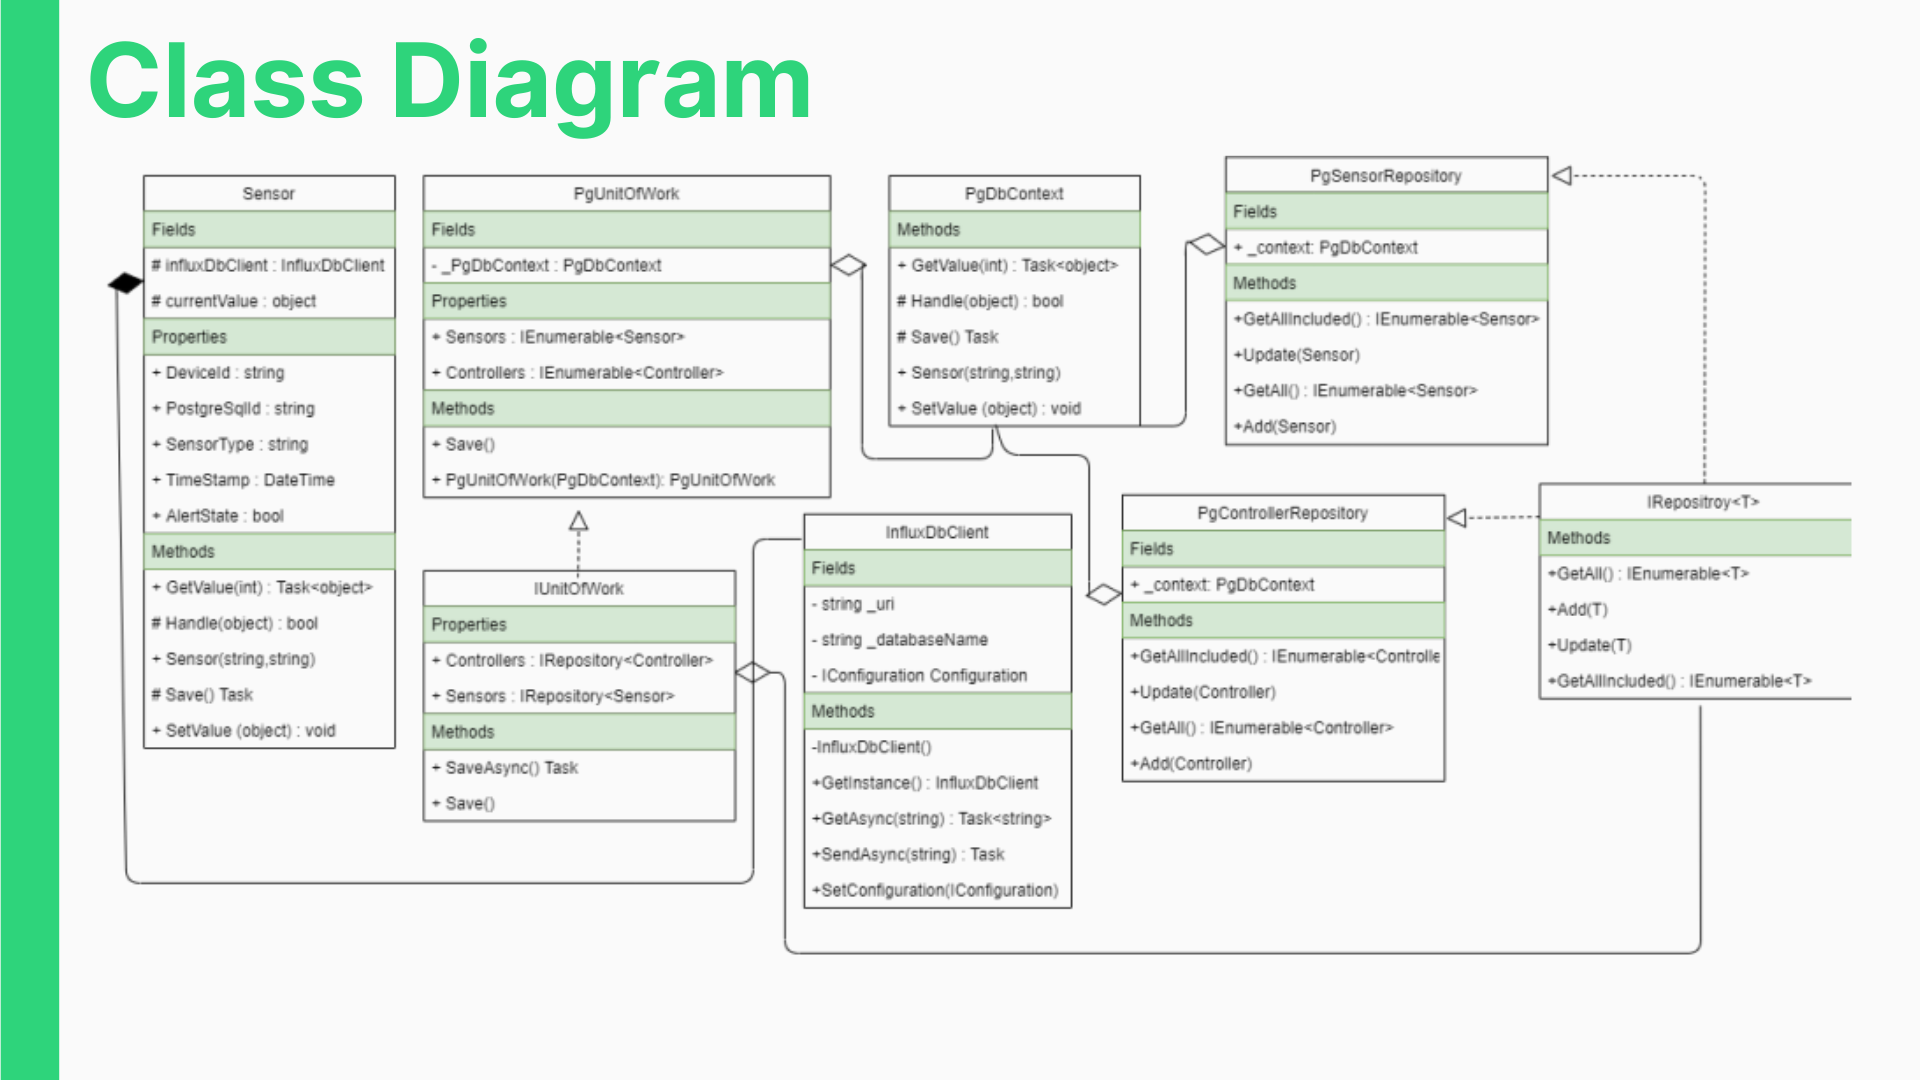 Class Diagram
Sensor
Fields
# influxDbClient : InfluxDbClient
# currentValue : object
Properties
+ DeviceId : string
+ PostgreSqlId : string
+ SensorType : string
+ TimeStamp : DateTime
+ AlertState : bool
Methods
+ GetValue(int) : Task<object>
# Handle(object) : bool
+ Sensor(string,string)
# Save() Task
+ SetValue (object) : void
PgUnitOfWork
Fields
- _PgDbContext : PgDbContext
Properties
+ Sensors : IEnumerable<Sensor>
+ Controllers : IEnumerable<Controller>
Methods
+ Save()
+ PgUnitOfWork(PgDbContext): PgUnitOfWork
IUnitOfWork
Properties
+ Controllers : IRepository<Controller>
+ Sensors : IRepository<Sensor>
Methods
+ SaveAsync() Task
+ Save()
PgDbContext
Methods
+ GetValue(int) : Task<object>
# Handle(object) : bool
# Save() Task
+ Sensor(string,string)
+ SetValue (object) : void
InfluxDbClient
Fields
- string _uri
- string _databaseName
- IConfiguration Configuration
Methods
-InfluxDbClient()
+GetInstance() : InfluxDbClient
+GetAsync(string) : Task<string>
+SendAsync(string) : Task
+SetConfiguration(IConfiguration)
PgSensorRepository
Fields
+ _context: PgDbContext
Methods
+GetAllIncluded() : IEnumerable<Sensor>
+Update(Sensor)
+GetAll() : IEnumerable<Sensor>
+Add(Sensor)
PgControllerRepository
Fields
+ _context: PgDbContext
Methods
+GetAllIncluded() : IEnumerable<Controlle
+Update(Controller)
+GetAll() : IEnumerable<Controller>
+Add(Controller)
IRepositroy<T>
Methods
+GetAll() : IEnumerable<T>
+Add(T)
+Update(T)
+GetAllIncluded() : IEnumerable<T>